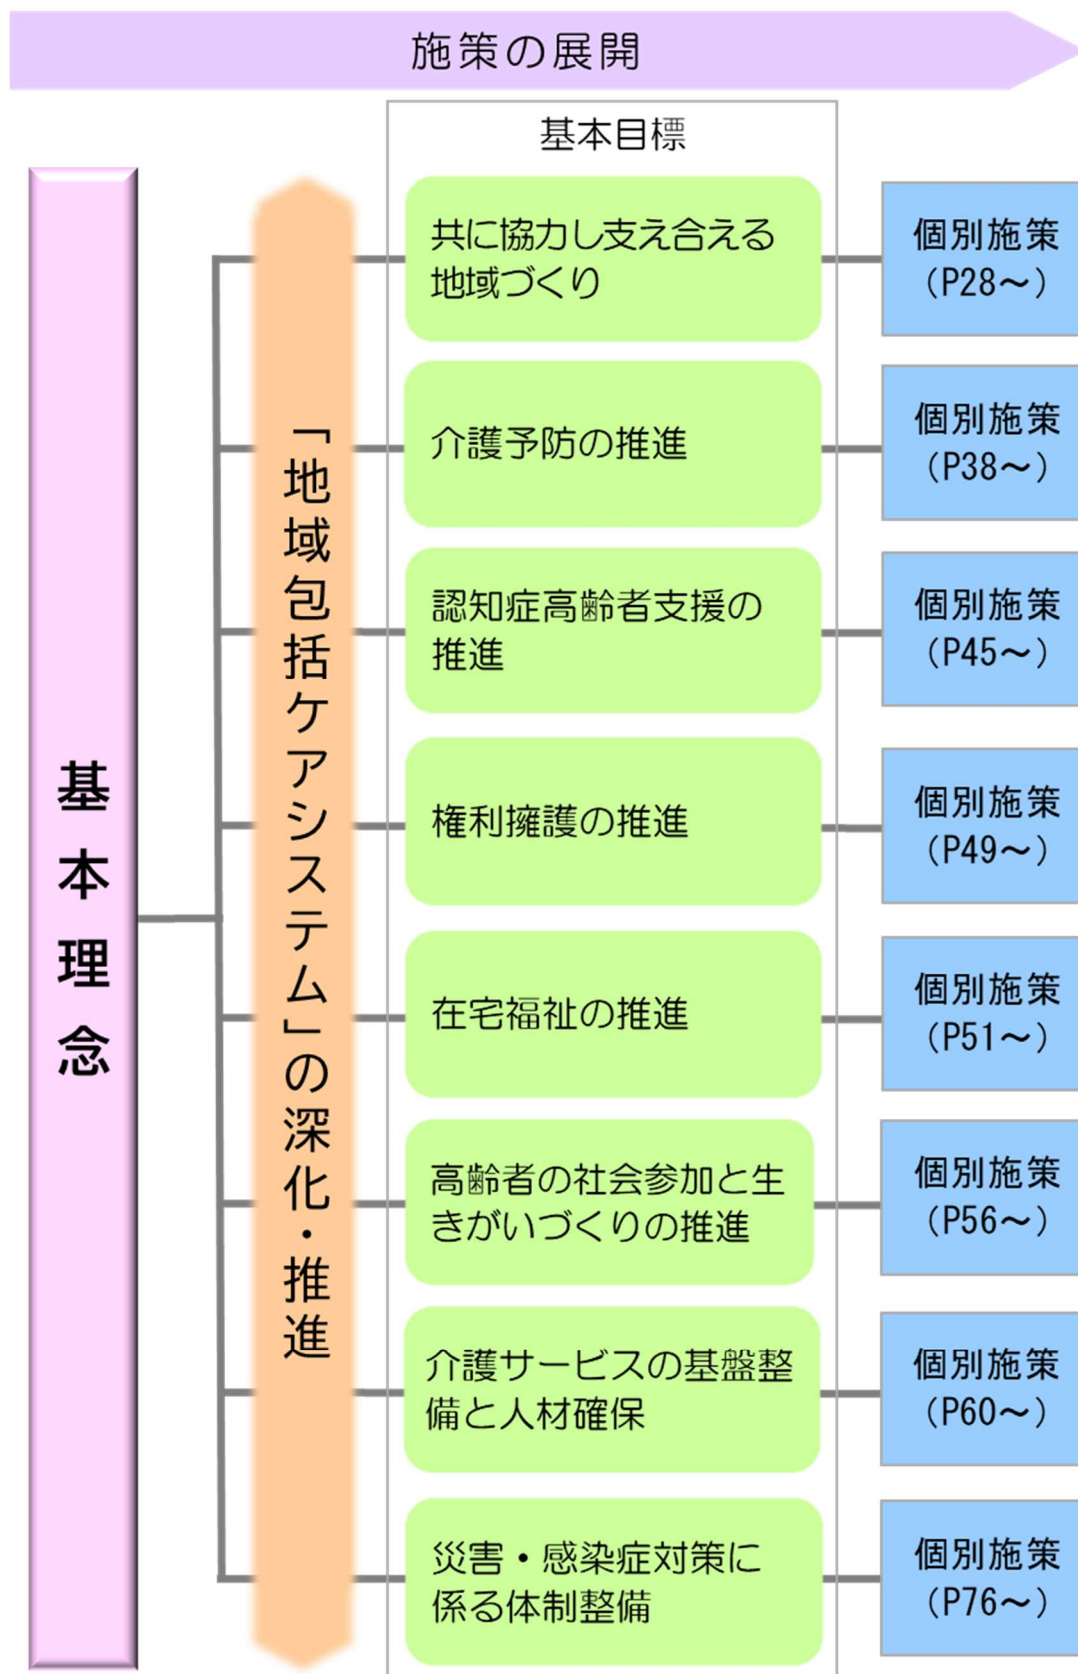 施策の展開
基本目標
基本理念
「地域包括ケアシステム」の深化・推進
共に協力し支え合える
地域づくり
個別施策
(P28～)
介護予防の推進
個別施策
(P38～)
認知症高齢者支援の
推進
個別施策
(P45～)
権利擁護の推進
個別施策
(P49～)
在宅福祉の推進
個別施策
(P51～)
高齢者の社会参加と生
きがいづくりの推進
個別施策
(P56～)
介護サービスの基盤整
備と人材確保
個別施策
(P60～)
災害・感染症対策に
係る体制整備
個別施策
(P76～)